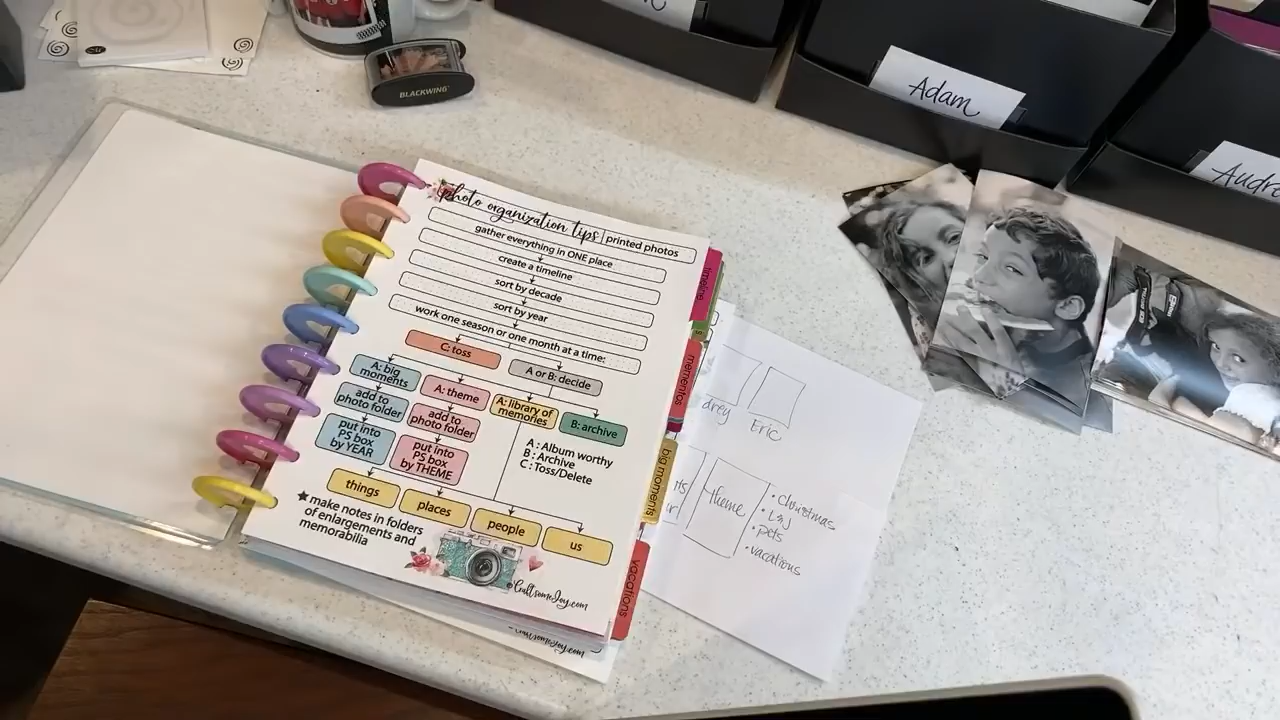 Adam
BLACKWING
photo organization tips | printed photos
gather everything in ONE place
create a timeline
sort by decade
sort by year
work one season or one month at a time:
C: toss
A or B: decide
A: big
moments
A: theme
A: library of
memories
B: archive
add to
photo folder
add to
photo folder
put into
PS box
by YEAR
put into
PS box
by THEME
A : Album worthy
B : Archive
C : Toss/Delete
things
places
people
us
★ make notes in folders
of enlargements and
memorabilia
CraftsomeJoy.com
timeline
mementos
big moments
vacations
drey
Eric
theme
• Christmas
• pets
• vacations